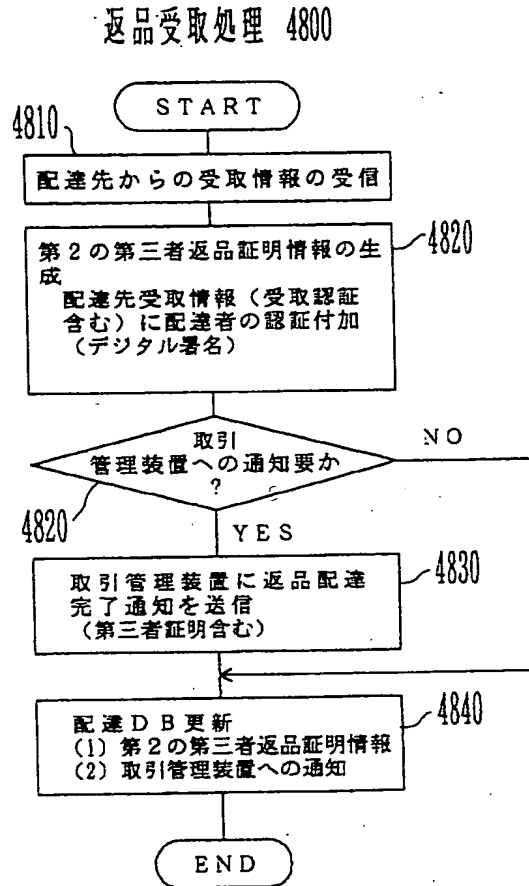 返品受取処理 4800
START
4810
配達先からの受取情報の受信
4820
第２の第三者返品証明情報の生
成
配達先受取情報（受取認証
含む）に配達者の認証付加
（デジタル署名）
取引
管理装置への通知要か
？
NO
4820
YES
4830
取引管理装置に返品配達
完了通知を送信
（第三者証明含む）
4840
配達ＤＢ更新
(1) 第２の第三者返品証明情報
(2) 取引管理装置への通知
END